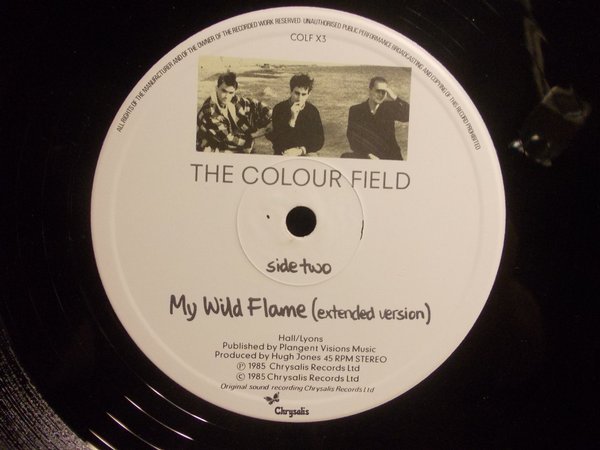 ALL RIGHTS OF THE MANUFACTURER AND OF THE OWNER OF THE RECORDED WORK RESERVED UNAUTHORISED PUBLIC PERFORMANCE BROADCASTING AND COPYING OF THIS RECORD PROHIBITED
COLF X3
THE COLOUR FIELD
side two
My Wild Flame (extended version)
Hall/Lyons
Published by Plangent Visions Music
Produced by Hugh Jones 45 RPM STEREO
℗ 1985 Chrysalis Records Ltd
© 1985 Chrysalis Records Ltd
Original sound recording Chrysalis Records Ltd
Chrysalis